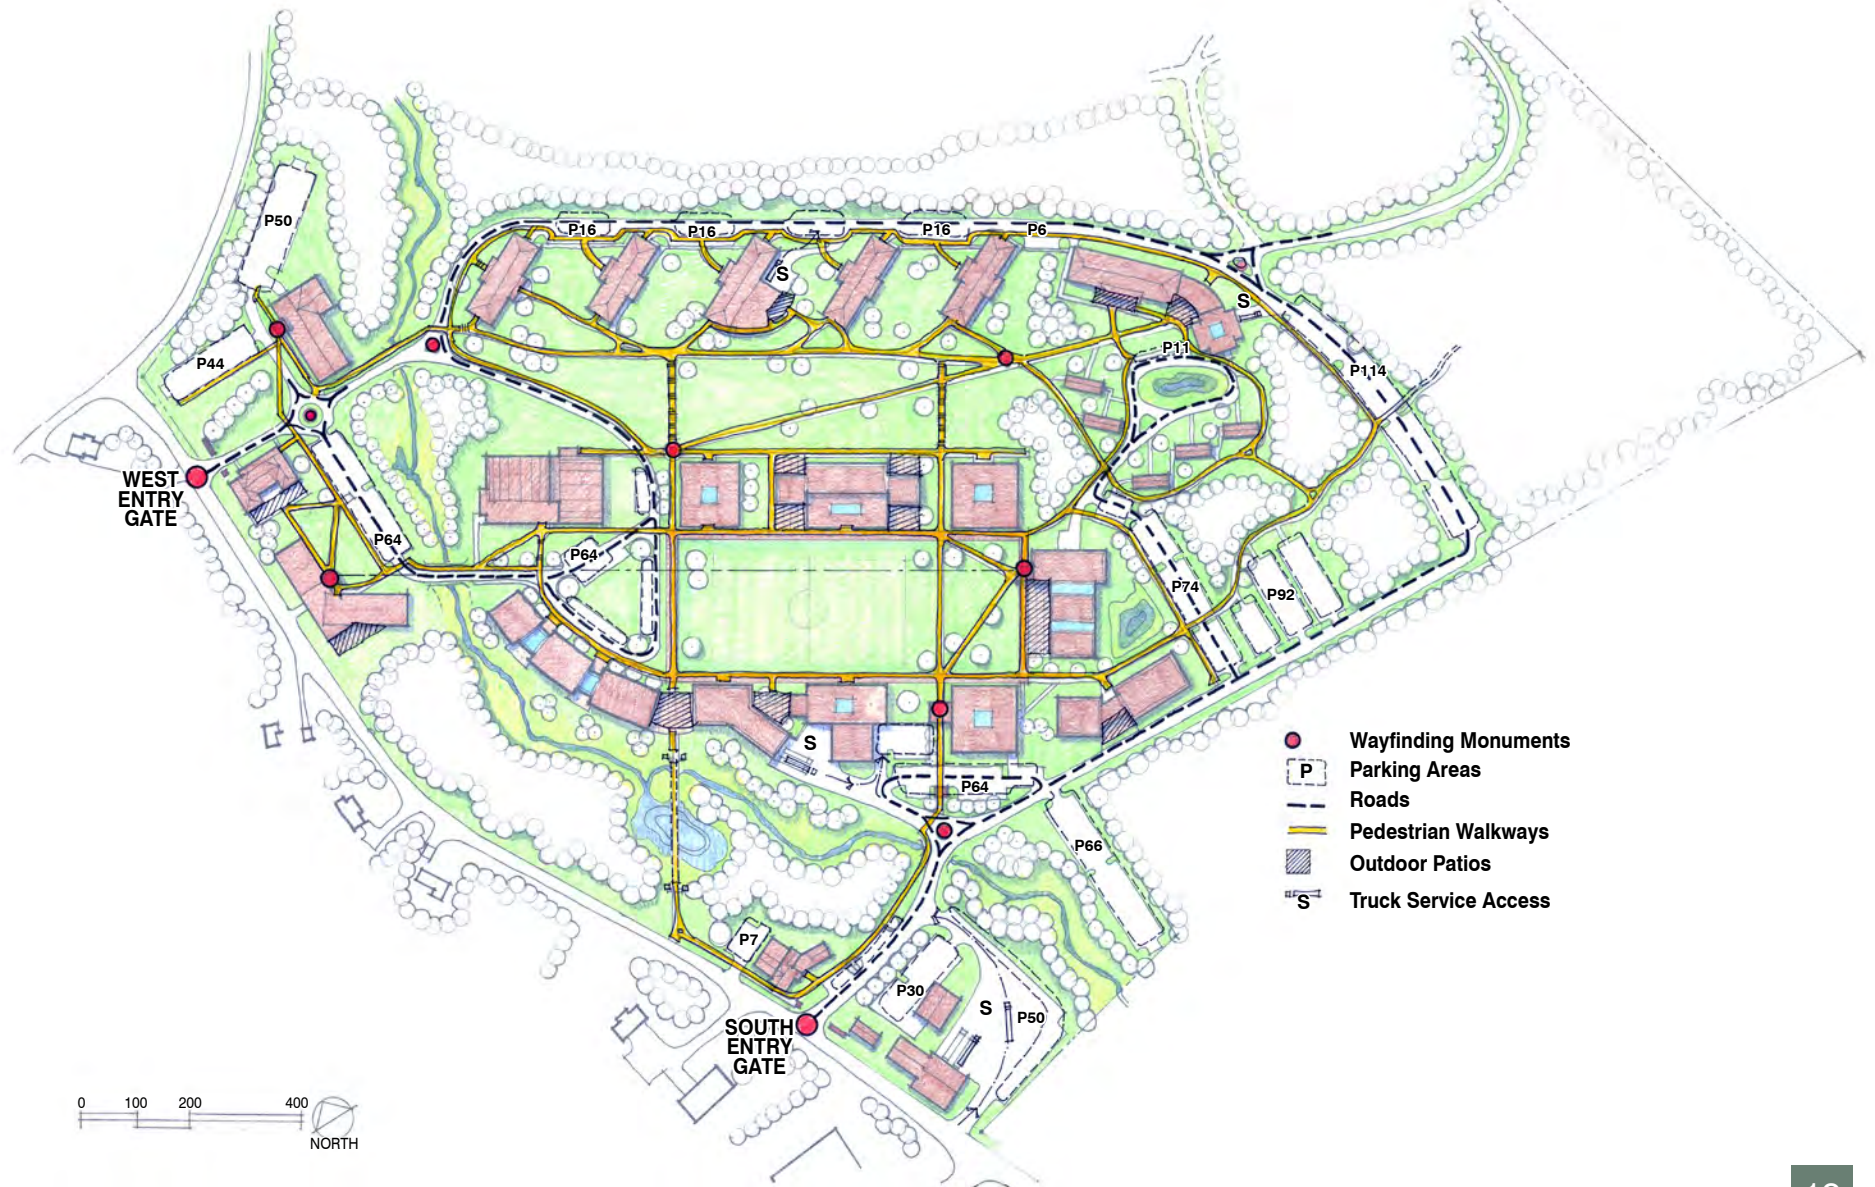 P50
P16
P16
P16
P6
S
S
P44
P11
P114
WEST
ENTRY
GATE
P64
P64
P74
P92
S
P64
P66
P7
P30
S
P50
SOUTH
ENTRY
GATE
Wayfinding Monuments
P
Parking Areas
Roads
Pedestrian Walkways
Outdoor Patios
S
Truck Service Access
0
100
200
400
NORTH